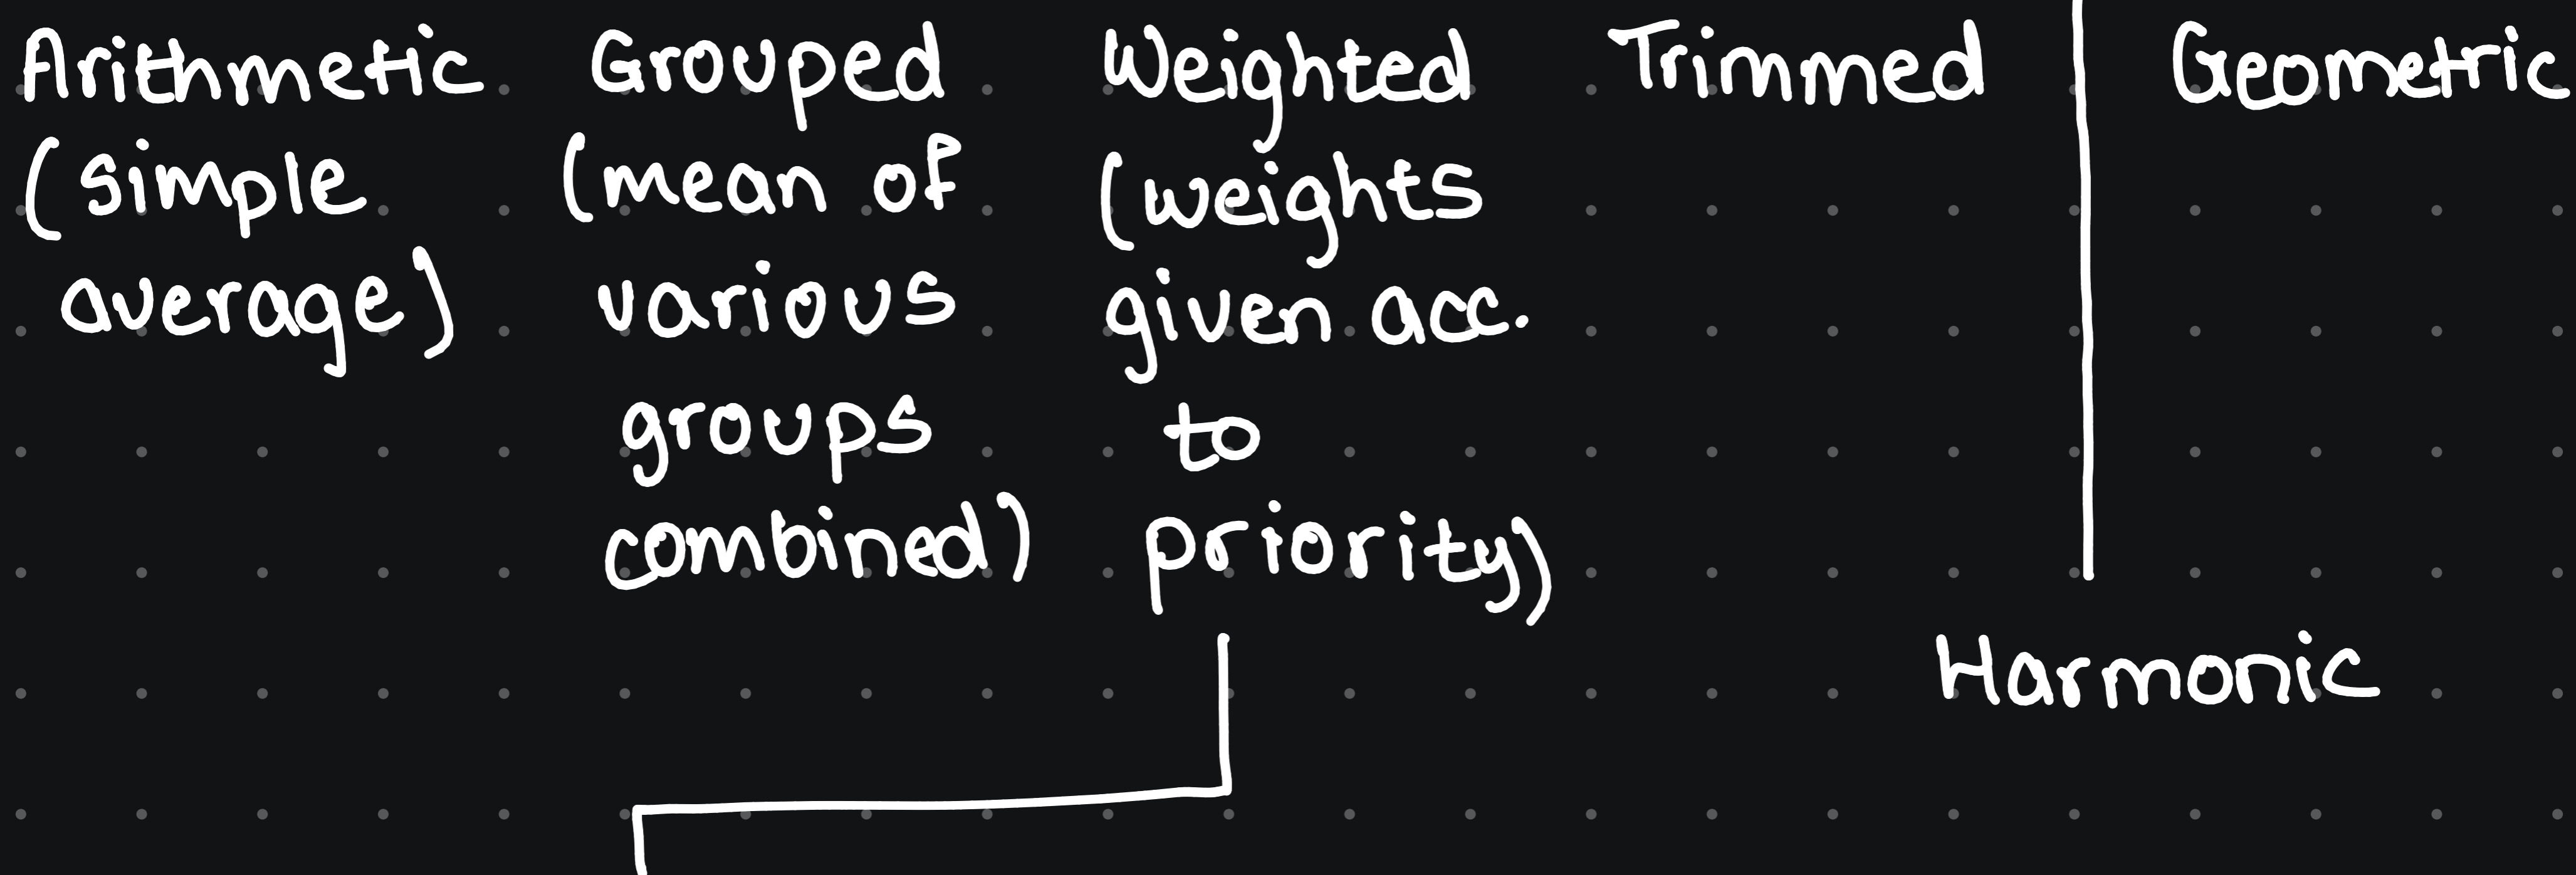 Arithmetic Grouped Weighted Trimmed Geometric
(simple (mean of (weights
average) various given acc.
groups to
combined) priority)
Harmonic